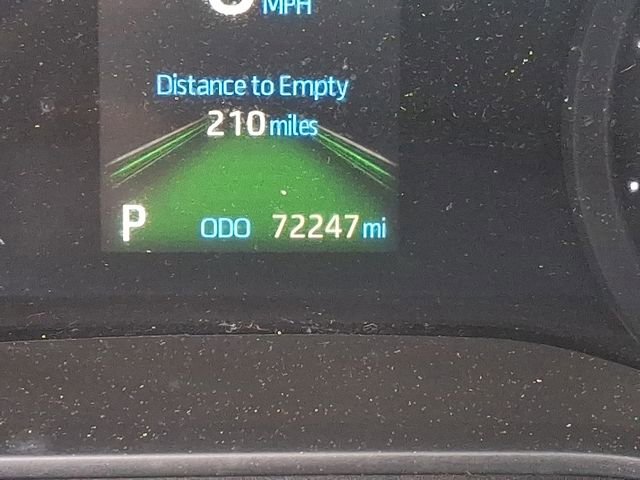 MPH
Distance to Empty
210 miles
P ODO 72247 mi